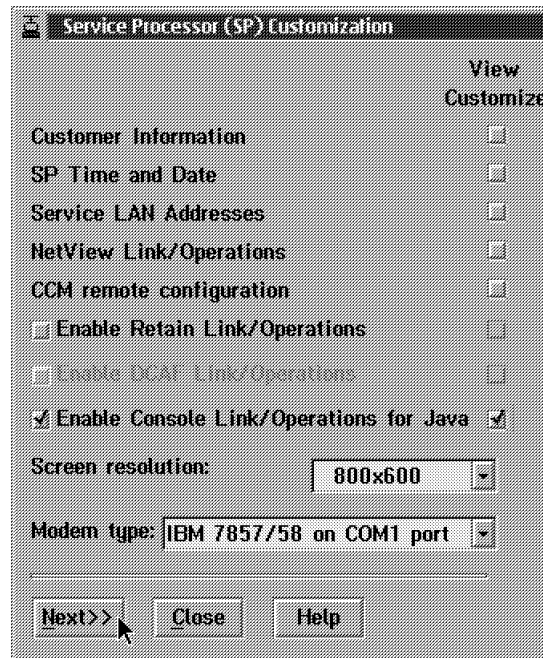 Service Processor (SP) Customization
View
Customize
Customer Information
SP Time and Date
Service LAN Addresses
NetView Link/Operations
CCM remote configuration
Enable Retain Link/Operations
Enable DCAF Link/Operations
Enable Console Link/Operations for Java
Screen resolution: 800x600
Modem type: IBM 7857/58 on COM1 port
Next>> Close Help